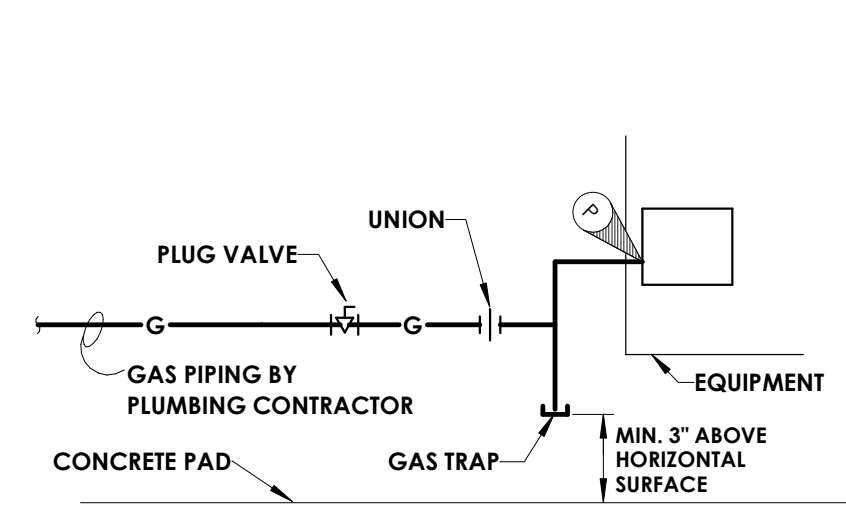 P
UNION
PLUG VALVE
G G
GAS PIPING BY
PLUMBING CONTRACTOR
EQUIPMENT
MIN. 3" ABOVE
HORIZONTAL
SURFACE
CONCRETE PAD
GAS TRAP